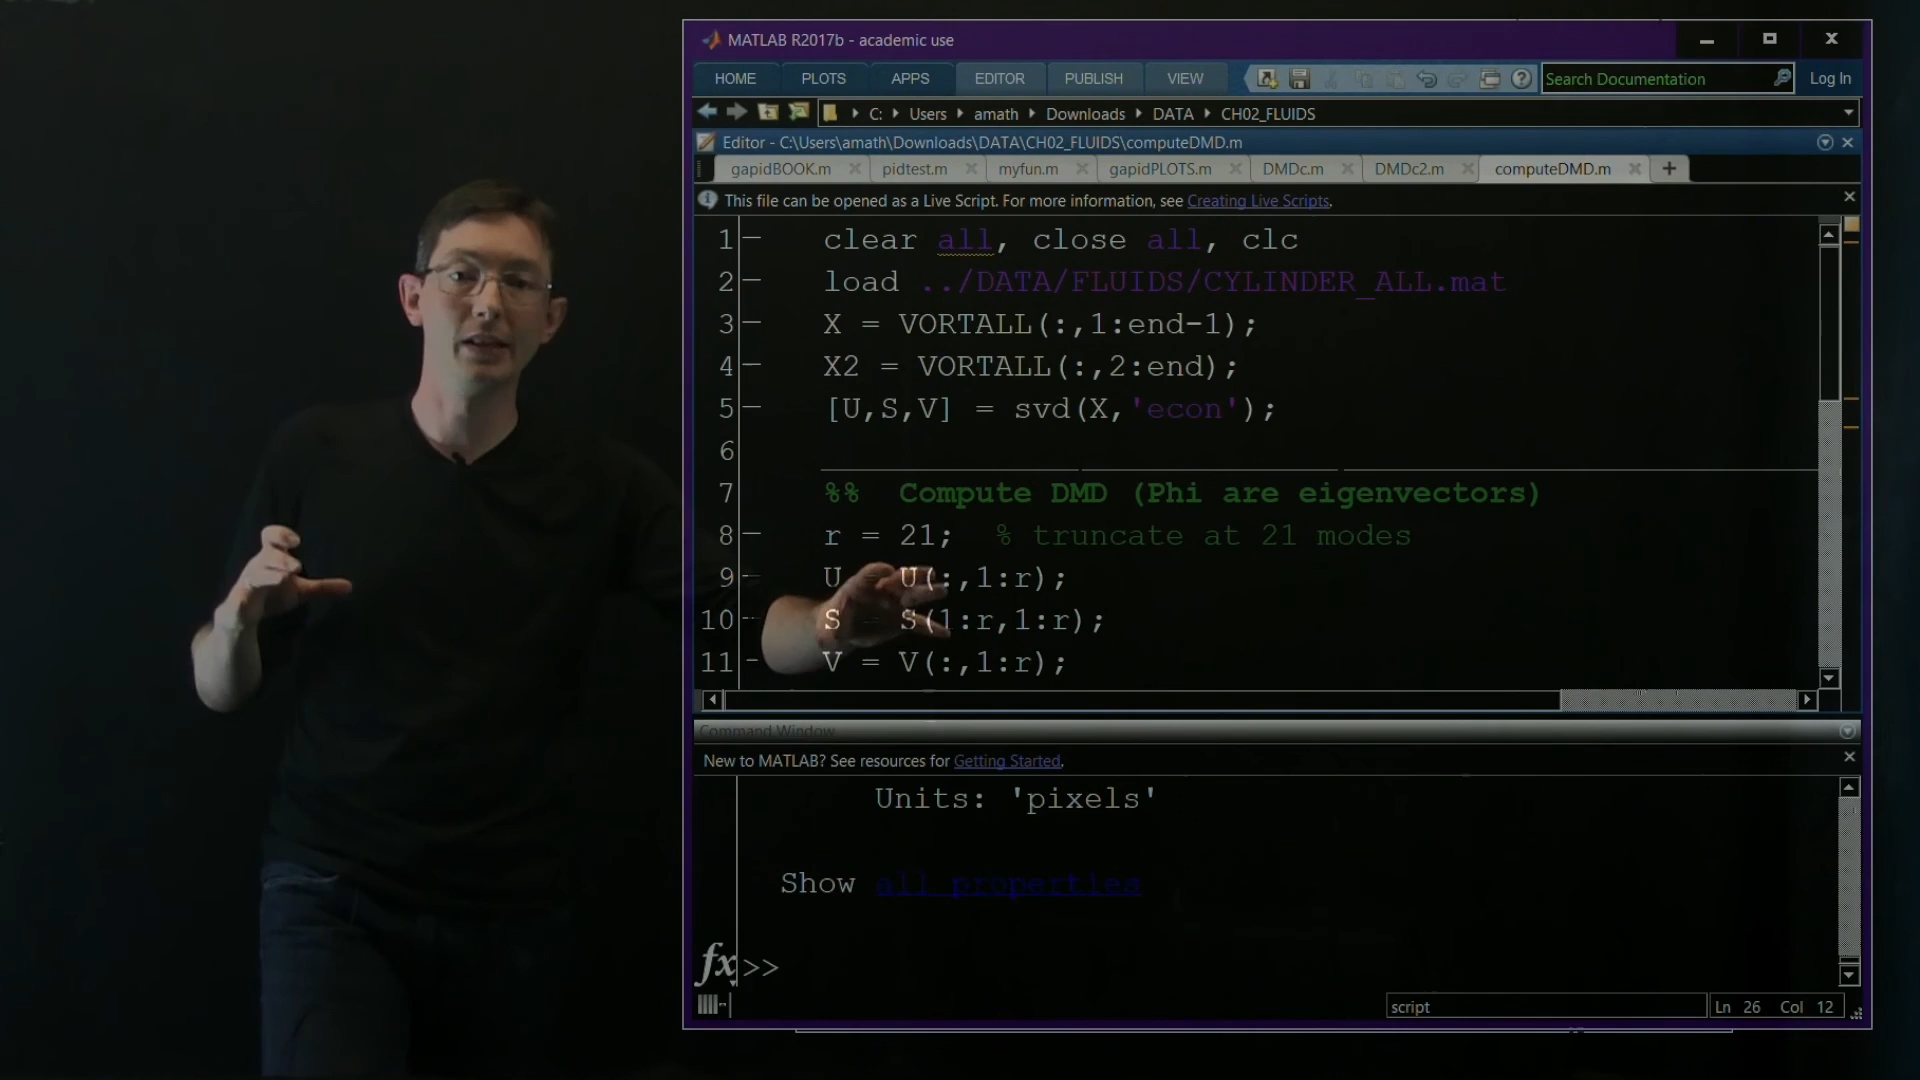 MATLAB R2017b - academic use
HOME PLOTS APPS EDITOR PUBLISH VIEW Search Documentation Log In
C: Users amath Downloads DATA CH02_FLUIDS
Editor - C:\Users\amath\Downloads\DATA\CH02_FLUIDS\computeDMD.m
gapidBOOK.m pidtest.m myfun.m gapidPLOTS.m DMDc.m DMDc2.m computeDMD.m
This file can be opened as a Live Script. For more information, see Creating Live Scripts.
1 clear all, close all, clc
2 load ../DATA/FLUIDS/CYLINDER_ALL.mat
3 X = VORTALL(:,1:end-1);
4 X2 = VORTALL(:,2:end);
5 [U,S,V] = svd(X,'econ');
6
7 %% Compute DMD (Phi are eigenvectors)
8 r = 21; % truncate at 21 modes
9 U = U(:,1:r);
10 S = S(1:r,1:r);
11 V = V(:,1:r);
Command Window
New to MATLAB? See resources for Getting Started.
Units: 'pixels'
Show all properties
fx >>
script Ln 26 Col 12